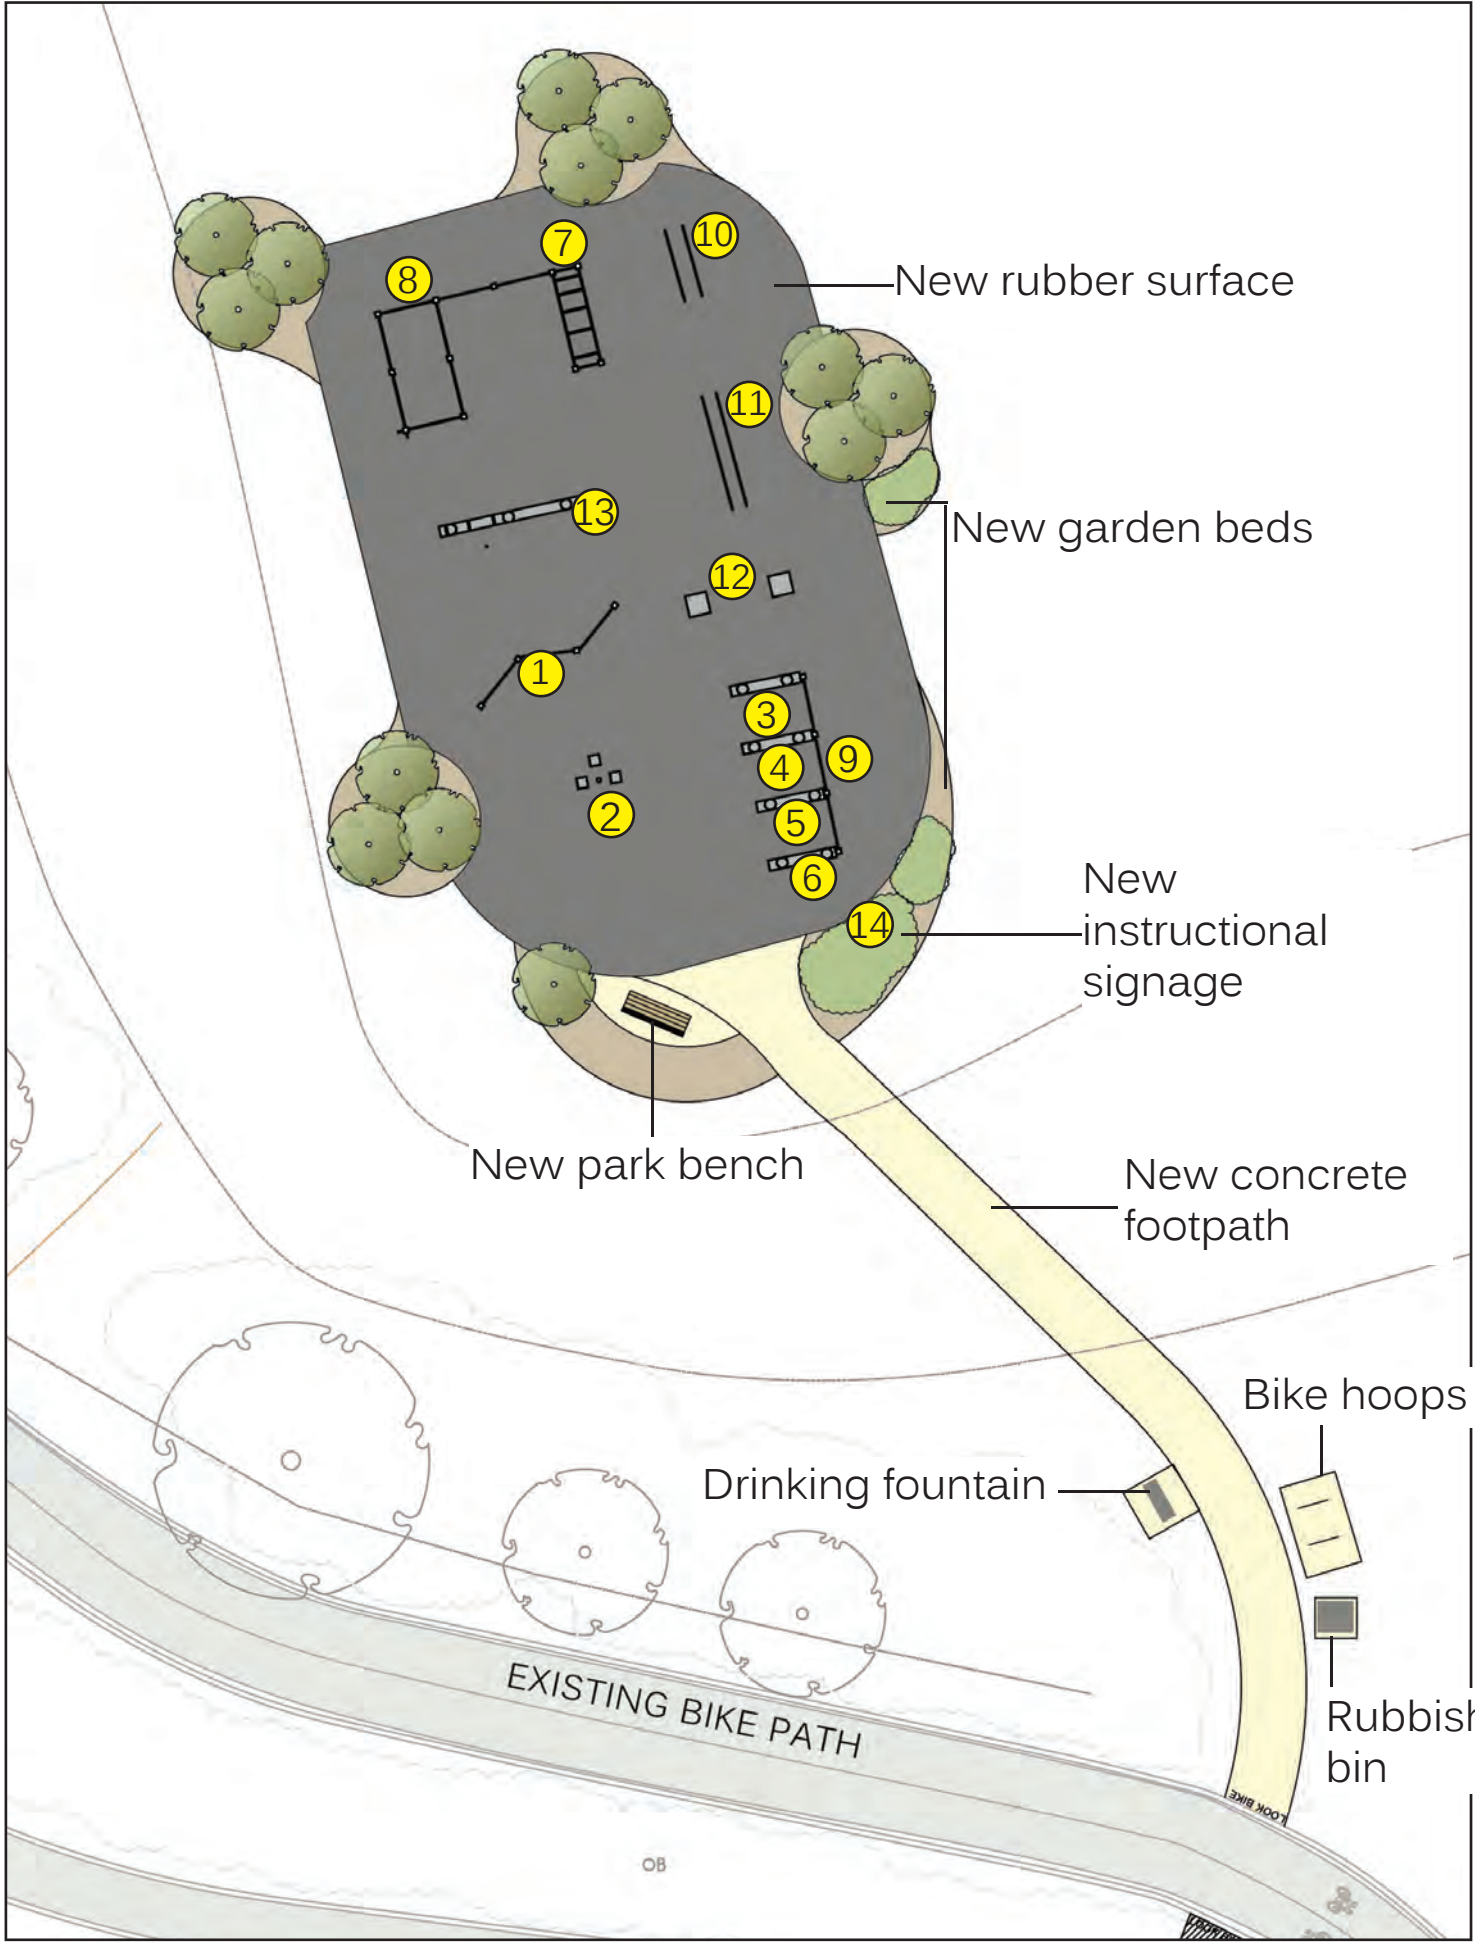 7
10
8
New rubber surface
11
13
New garden beds
12
1
3
4
9
2
5
6
New
instructional
signage
14
New park bench
New concrete
footpath
Bike hoops
Drinking fountain
Rubbish
bin
EXISTING BIKE PATH
LOOK BIKE
OB